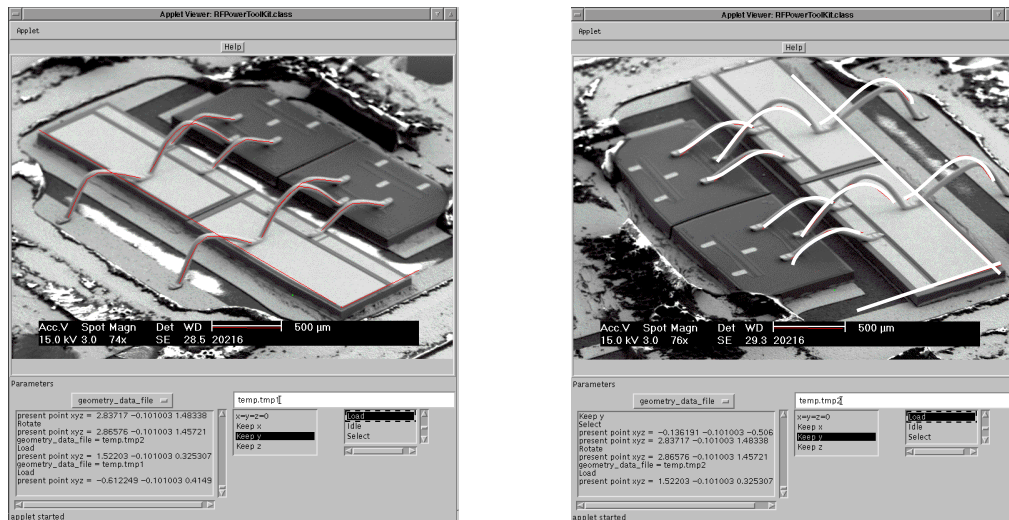 Applet Viewer: RFPowerToolKit.class
Applet
Help
Acc.V Spot Magn Det WD 500 µm
15.0 kV 3.0 74x SE 28.5 20216
Parameters
geometry_data_file
temp.tmp1
present point xyz = 2.83717 -0.101003 1.48338
Rotate
present point xyz = 2.86576 -0.101003 1.45721
geometry_data_file = temp.tmp2
Load
present point xyz = 1.52203 -0.101003 0.325307
geometry_data_file = temp.tmp1
Load
present point xyz = -0.612249 -0.101003 0.4149
x=y=z=0
Keep x
Keep y
Keep z
Load
Idle
Select
applet started
Applet Viewer: RFPowerToolKit.class
Applet
Help
Acc.V Spot Magn Det WD 500 µm
15.0 kV 3.0 76x SE 29.3 20216
Parameters
geometry_data_file
temp.tmp2
Keep y
Select
present point xyz = -0.136191 -0.101003 -0.506
present point xyz = 2.83717 -0.101003 1.48338
Rotate
present point xyz = 2.86576 -0.101003 1.45721
geometry_data_file = temp.tmp2
Load
present point xyz = 1.52203 -0.101003 0.325307
x=y=z=0
Keep x
Keep y
Keep z
Load
Idle
Select
applet started